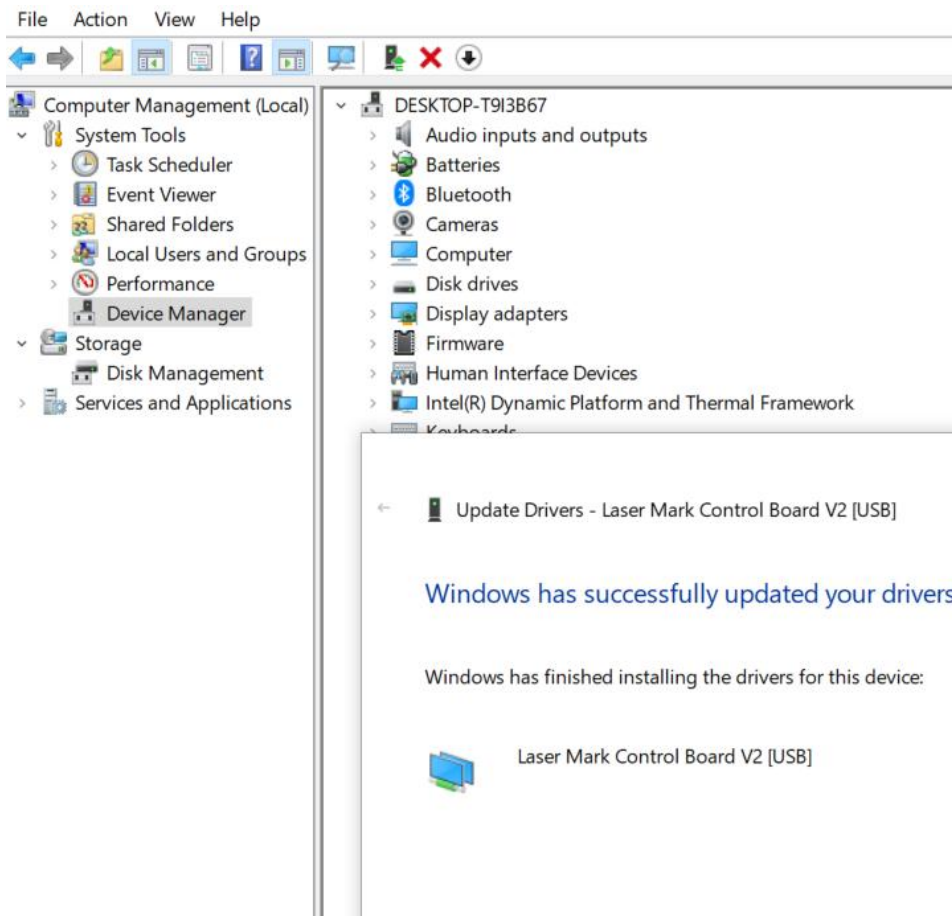 File Action View Help
Computer Management (Local)
System Tools
Task Scheduler
Event Viewer
Shared Folders
Local Users and Groups
Performance
Device Manager
Storage
Disk Management
Services and Applications
DESKTOP-T9I3B67
Audio inputs and outputs
Batteries
Bluetooth
Cameras
Computer
Disk drives
Display adapters
Firmware
Human Interface Devices
Intel(R) Dynamic Platform and Thermal Framework
Keyboards
Update Drivers - Laser Mark Control Board V2 [USB]
Windows has successfully updated your drivers
Windows has finished installing the drivers for this device:
Laser Mark Control Board V2 [USB]